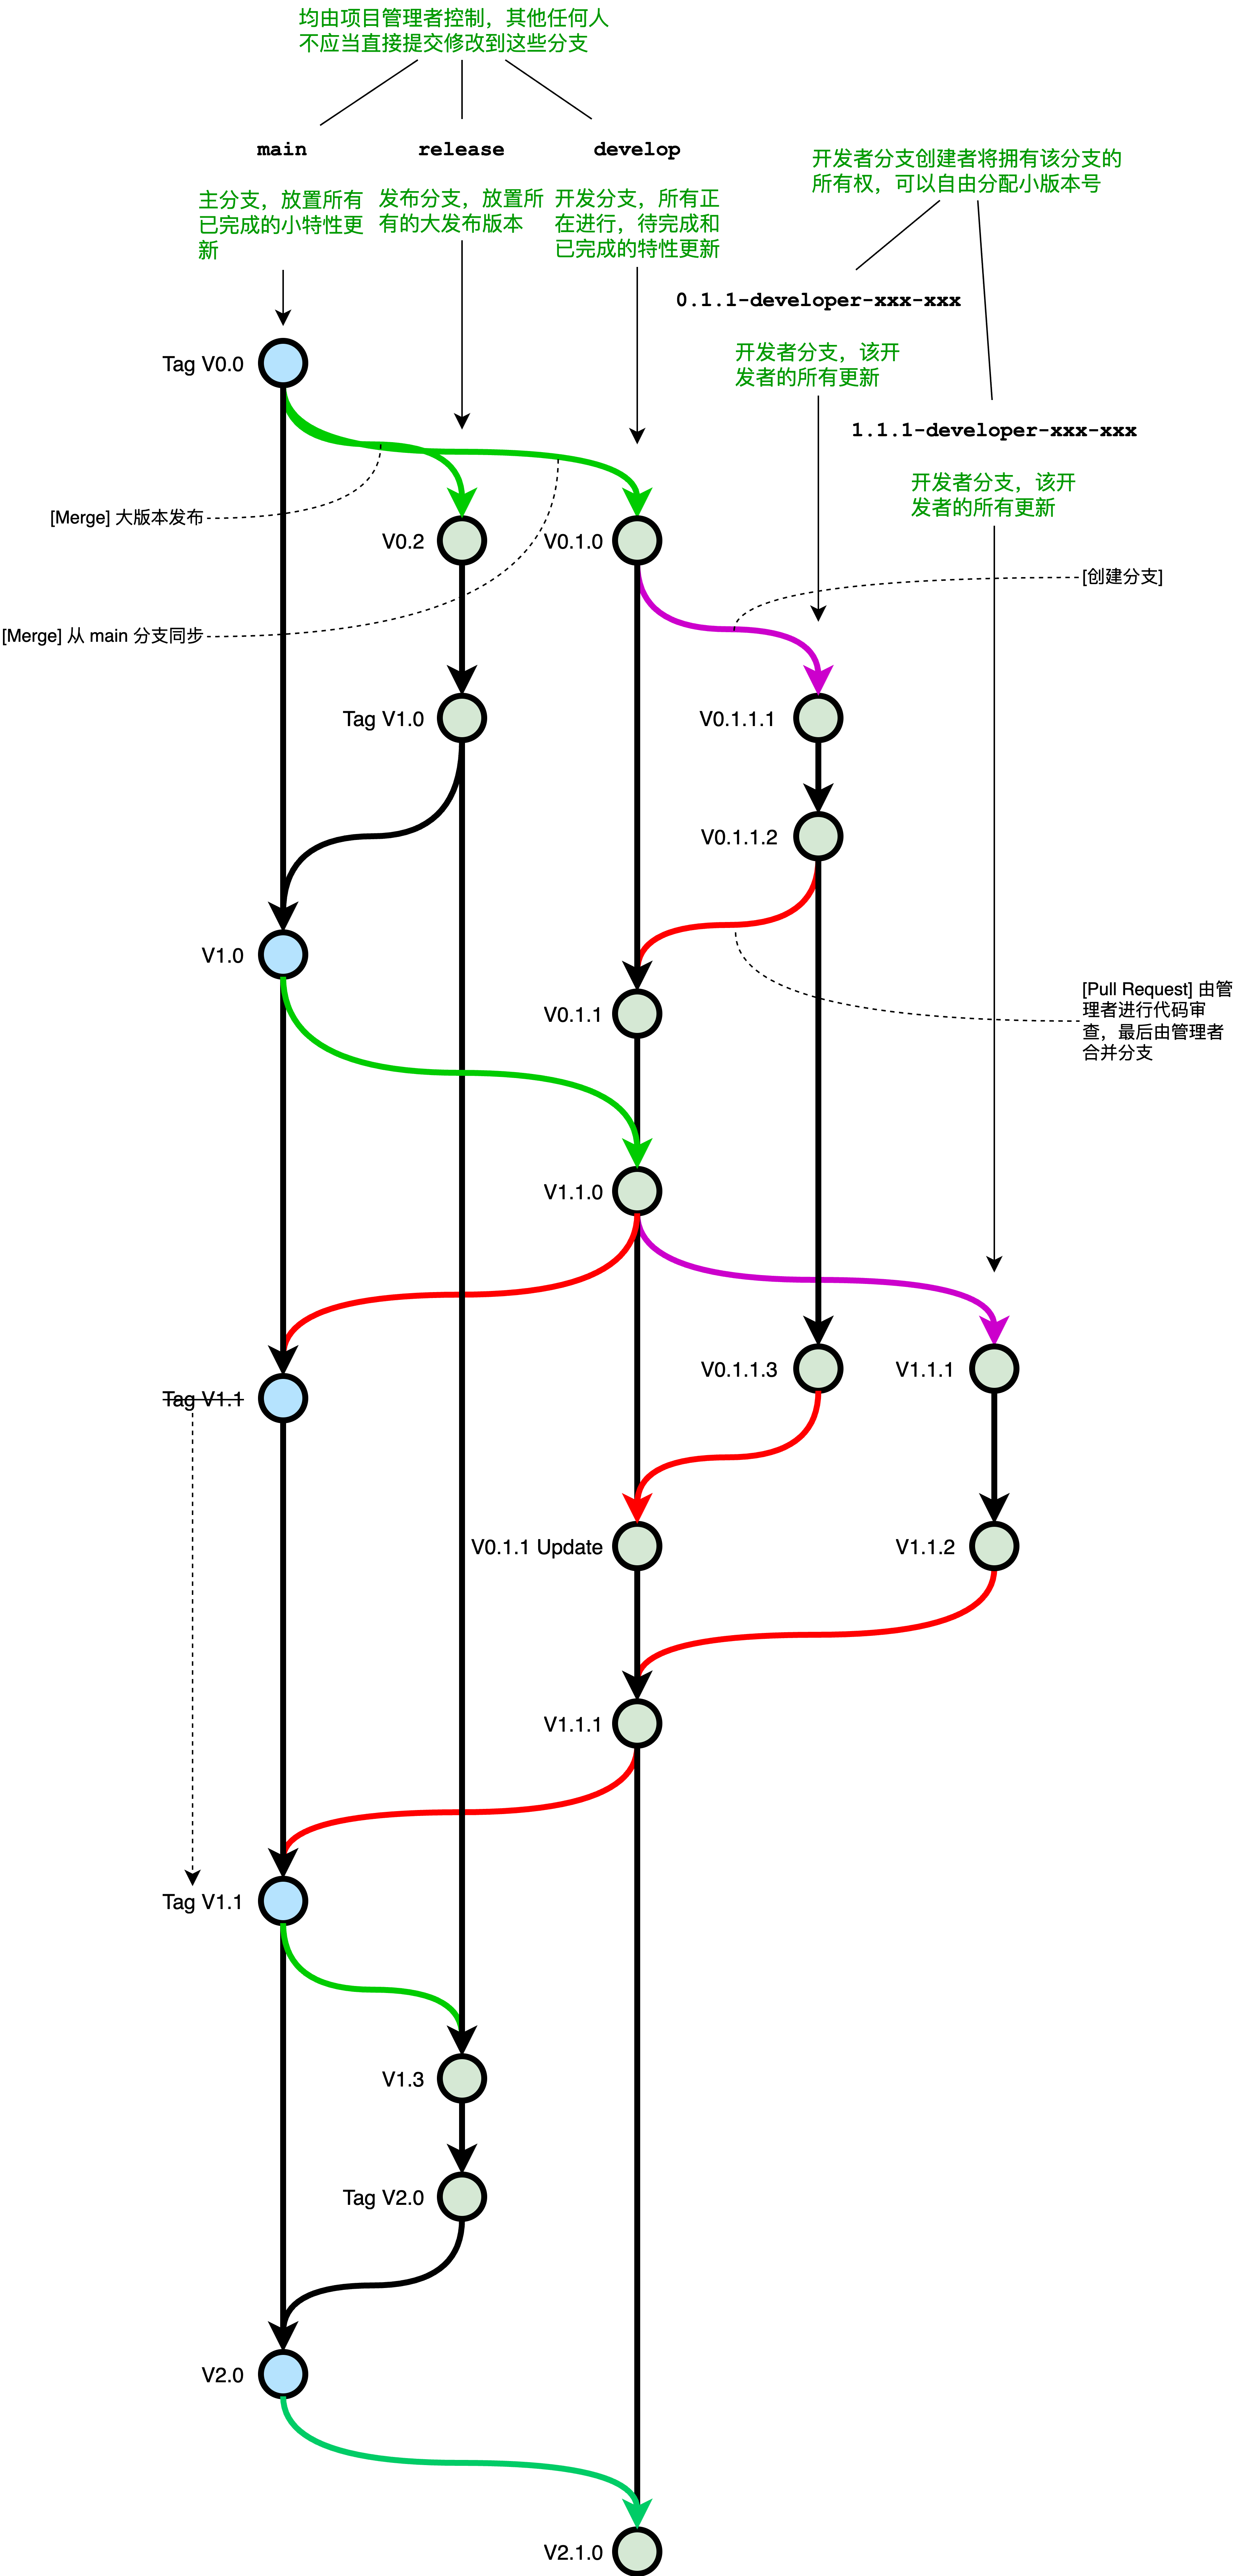 均由项目管理者控制，其他任何人
不应当直接提交修改到这些分支
main
release
develop
主分支，放置所有
已完成的小特性更
新
发布分支，放置所
有的大发布版本
开发分支，所有正
在进行，待完成和
已完成的特性更新
开发者分支创建者将拥有该分支的
所有权，可以自由分配小版本号
0.1.1-developer-xxx-xxx
开发者分支，该开
发者的所有更新
1.1.1-developer-xxx-xxx
开发者分支，该开
发者的所有更新
Tag V0.0
[Merge] 大版本发布
V0.2
V0.1.0
[创建分支]
[Merge] 从 main 分支同步
Tag V1.0
V0.1.1.1
V0.1.1.2
V1.0
V0.1.1
[Pull Request] 由管
理者进行代码审
查，最后由管理者
合并分支
V1.1.0
Tag V1.1
V0.1.1.3
V1.1.1
V0.1.1 Update
V1.1.2
V1.1.1
Tag V1.1
V1.3
Tag V2.0
V2.0
V2.1.0